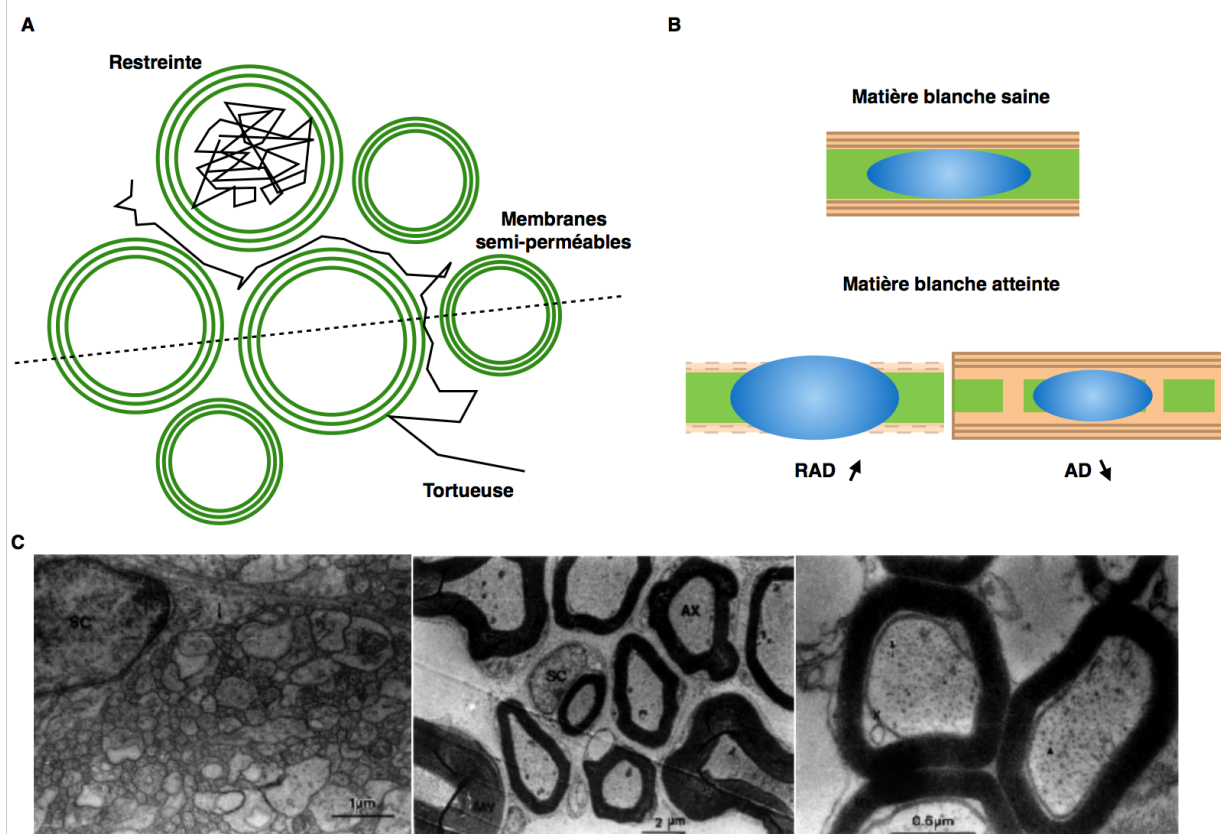 A
Restreinte
Membranes
semi-perméables
Tortueuse
B
Matière blanche saine
Matière blanche atteinte
RAD
AD
C
SC
1µm
AX
SC
MY
2 µm
0.5µm